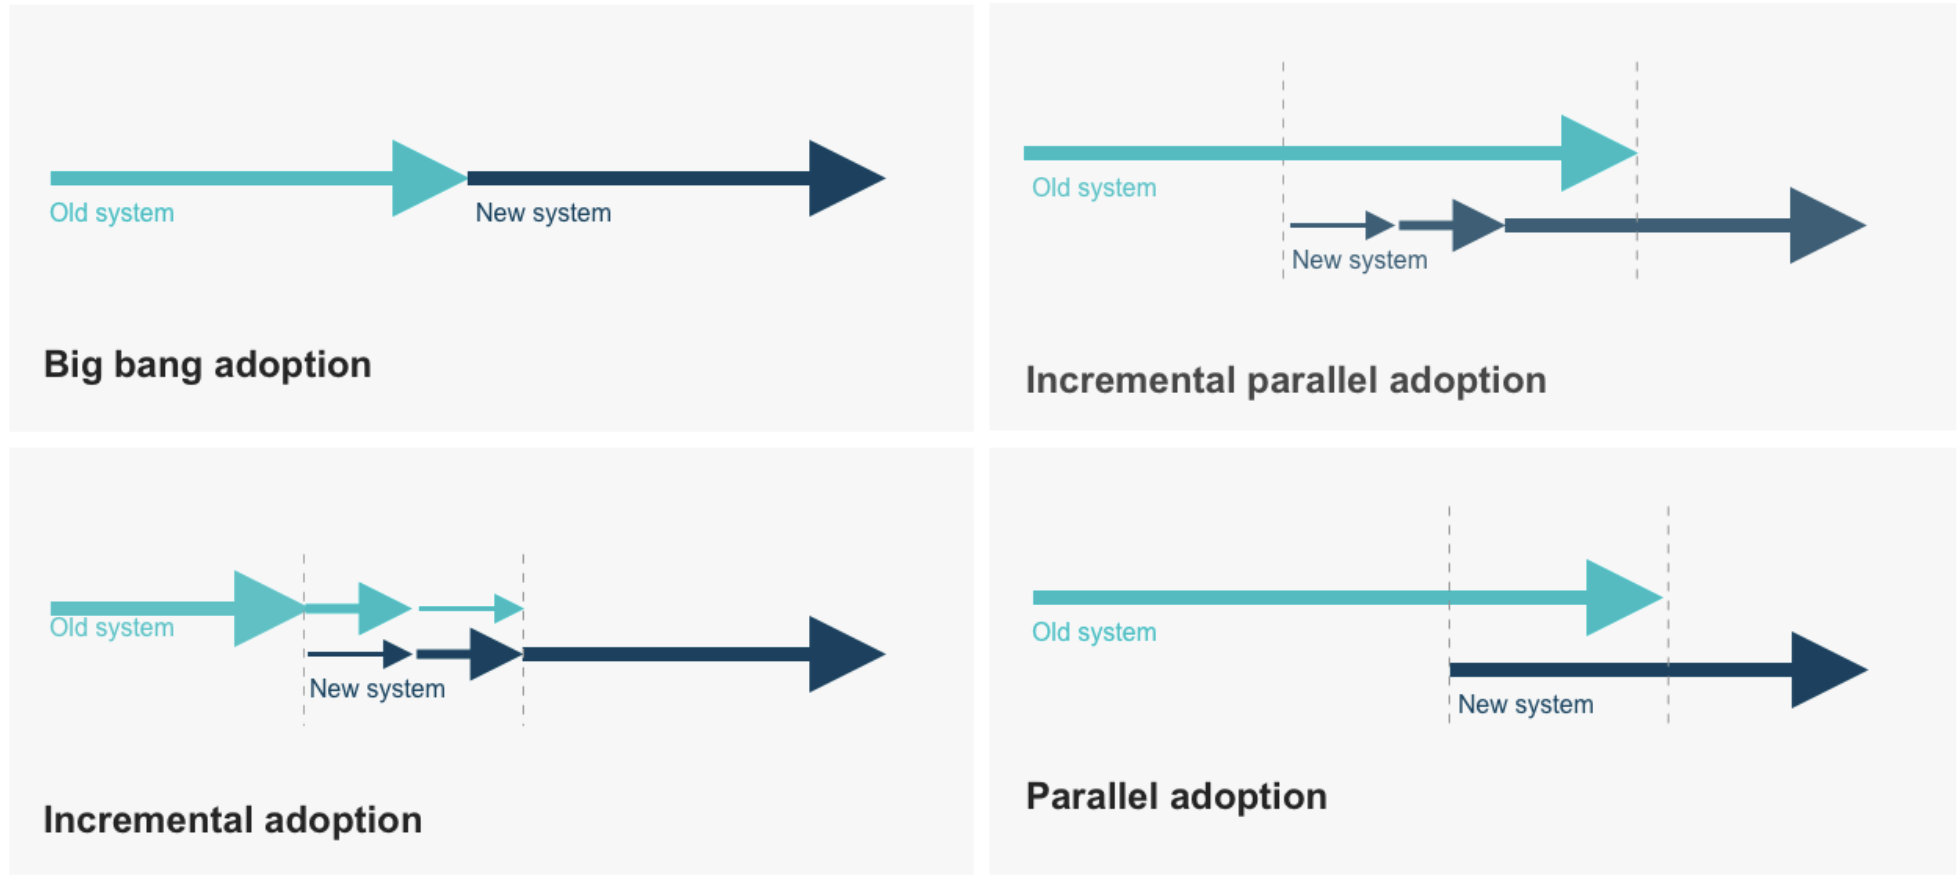 Old system
New system
Big bang adoption
Old system
New system
Incremental parallel adoption
Old system
New system
Incremental adoption
Old system
New system
Parallel adoption